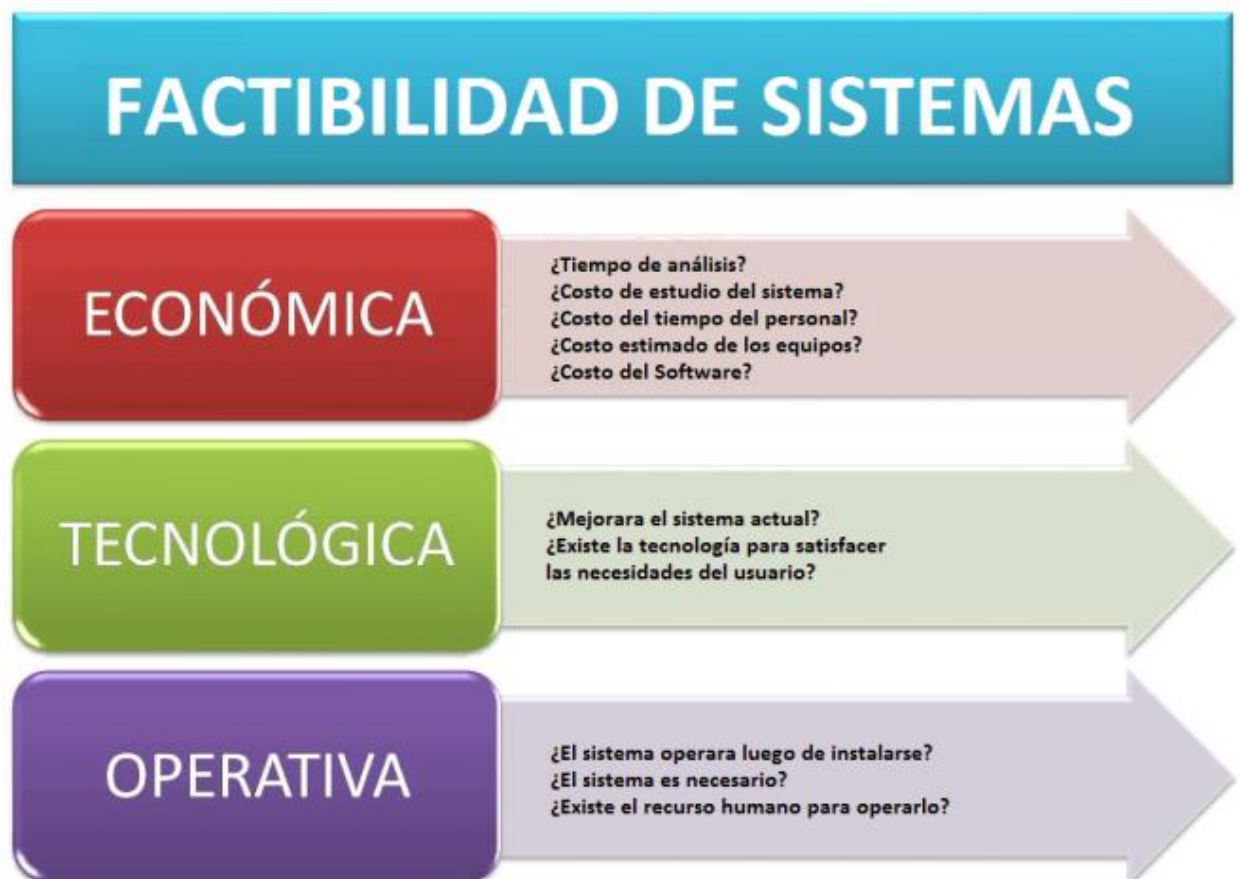 FACTIBILIDAD DE SISTEMAS
ECONÓMICA
¿Tiempo de análisis?
¿Costo de estudio del sistema?
¿Costo del tiempo del personal?
¿Costo estimado de los equipos?
¿Costo del Software?
TECNOLÓGICA
¿Mejorara el sistema actual?
¿Existe la tecnología para satisfacer
las necesidades del usuario?
OPERATIVA
¿El sistema operara luego de instalarse?
¿El sistema es necesario?
¿Existe el recurso humano para operarlo?